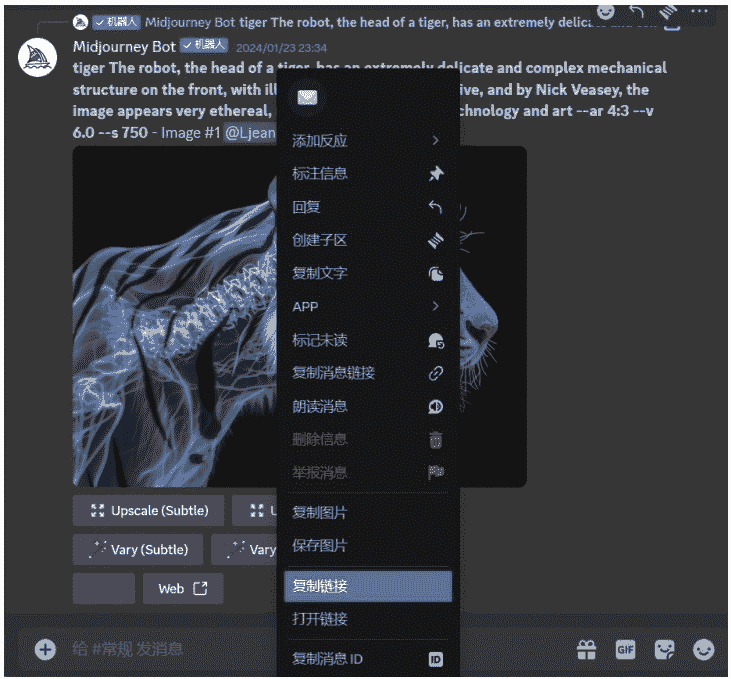 ✓机器人 Midjourney Bot tiger The robot, the head of a tiger, has an extremely delicate and
Midjourney Bot ✓机器人 2024/01/23 23:34
tiger The robot, the head of a tiger, has an extremely delicate and complex mechanical
structure on the front, with ill ive, and by Nick Veasey, the
image appears very ethereal, chnology and art --ar 4:3 --v
6.0 --s 750 - Image #1 @Ljean
添加反应
标注信息
回复
创建子区
复制文字
APP
标记未读
复制消息链接
朗读消息
删除信息
举报消息
复制图片
保存图片
复制链接
打开链接
复制消息 ID
ID
Upscale (Subtle) U
Vary (Subtle) Vary
Web
给 #常规 发消息
GIF